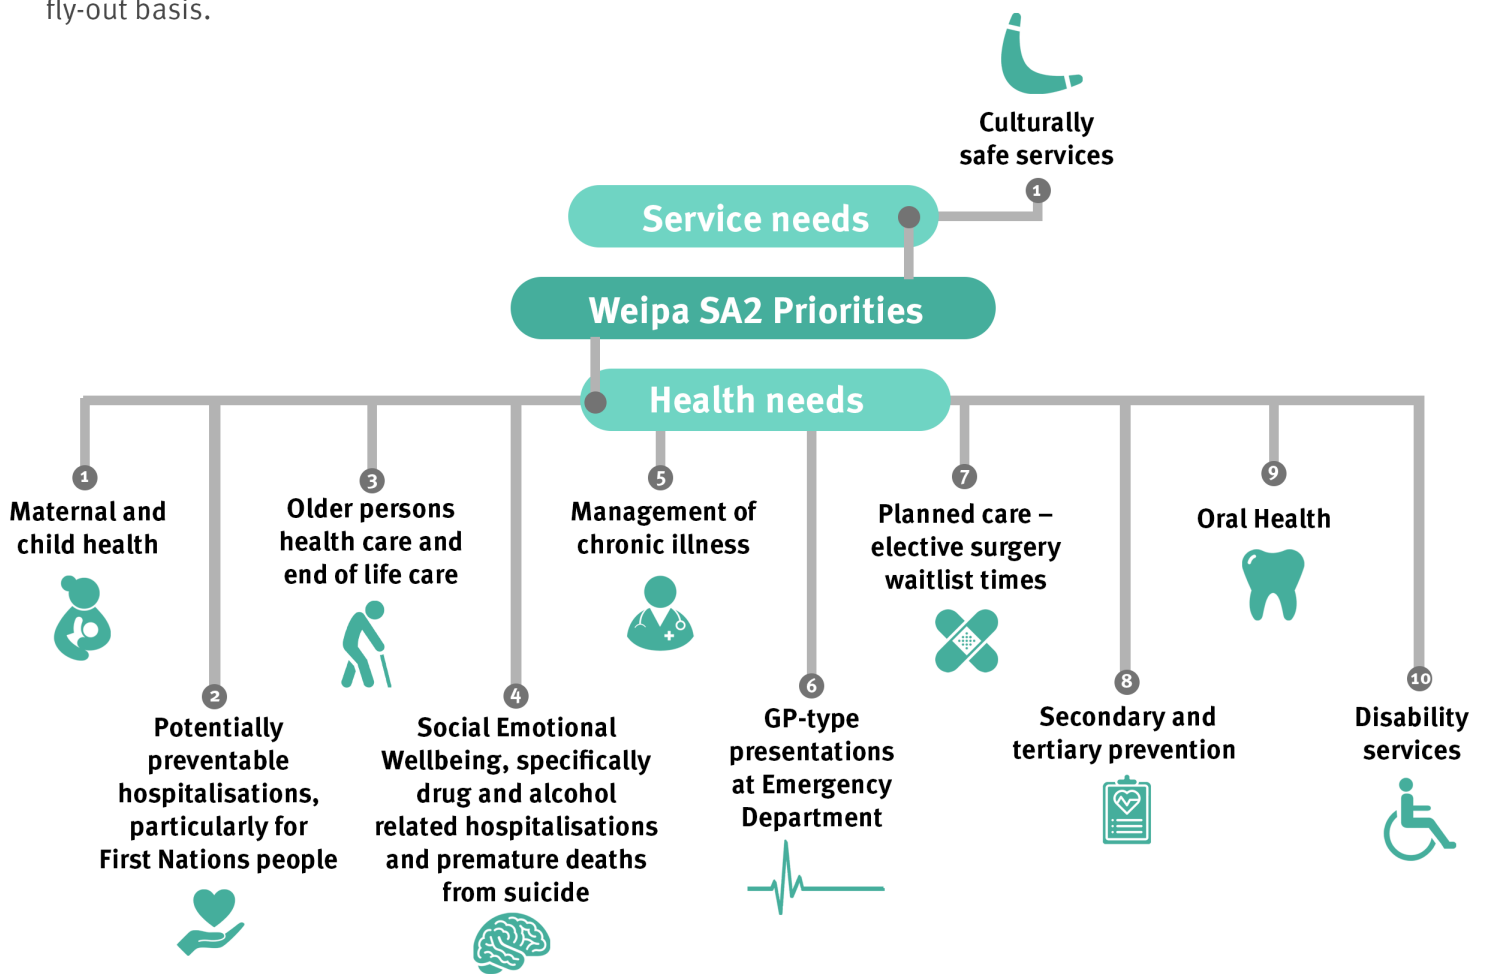 fly-out basis.
Culturally
safe services
1
Service needs
Weipa SA2 Priorities
Health needs
1
Maternal and
child health
2
Potentially
preventable
hospitalisations,
particularly for
First Nations people
3
Older persons
health care and
end of life care
4
Social Emotional
Wellbeing, specifically
drug and alcohol
related hospitalisations
and premature deaths
from suicide
5
Management of
chronic illness
6
GP-type
presentations
at Emergency
Department
7
Planned care –
elective surgery
waitlist times
8
Secondary and
tertiary prevention
9
Oral Health
10
Disability
services